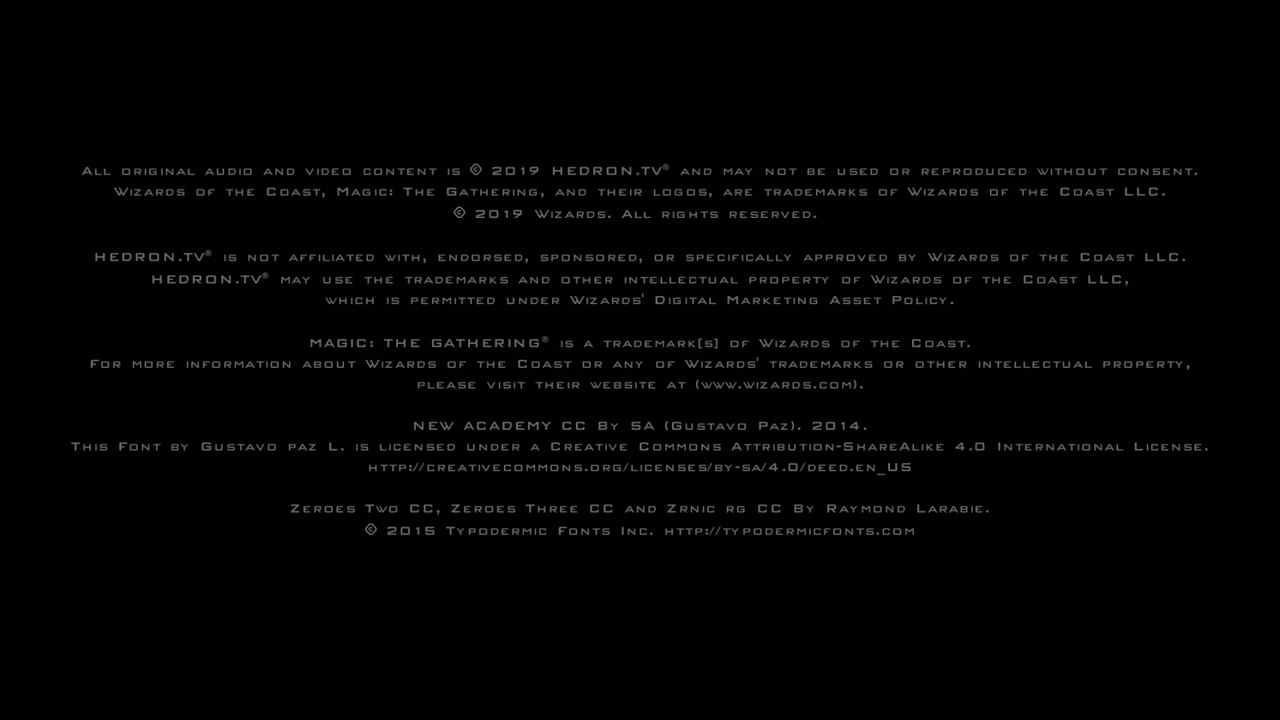 All original audio and video content is © 2019 HEDRON.TV® and may not be used or reproduced without consent.
Wizards of the Coast, Magic: The Gathering, and their logos, are trademarks of Wizards of the Coast LLC.
© 2019 Wizards. All rights reserved.
HEDRON.TV® is not affiliated with, endorsed, sponsored, or specifically approved by Wizards of the Coast LLC.
HEDRON.TV® may use the trademarks and other intellectual property of Wizards of the Coast LLC,
which is permitted under Wizards' Digital Marketing Asset Policy.
MAGIC: THE GATHERING® is a trademark[s] of Wizards of the Coast.
For more information about Wizards of the Coast or any of Wizards' trademarks or other intellectual property,
please visit their website at (www.wizards.com).
NEW ACADEMY CC By SA (Gustavo Paz). 2014.
This Font by Gustavo paz L. is licensed under a Creative Commons Attribution-ShareAlike 4.0 International License.
http://creativecommons.org/licenses/by-sa/4.0/deed.en_US
Zeroes Two CC, Zeroes Three CC and Zrnic rg CC By Raymond Larabie.
© 2015 Typodermic Fonts Inc. http://typodermicfonts.com